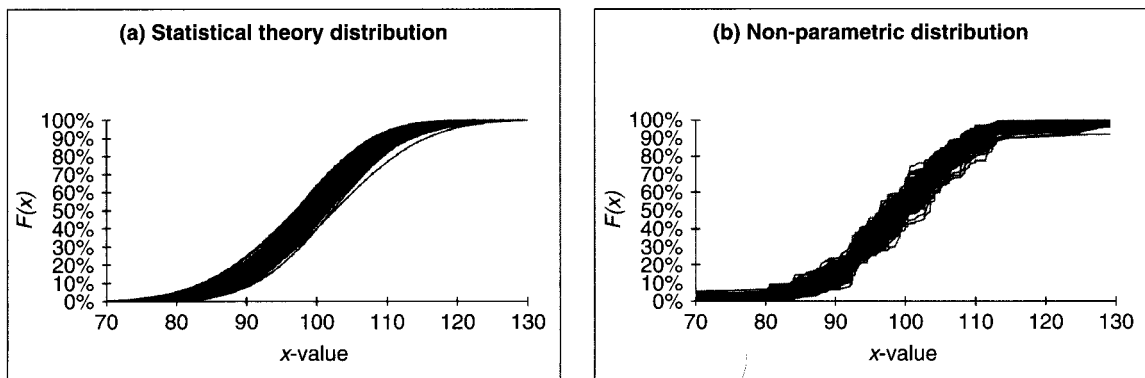 (a) Statistical theory distribution
100%
90%
80%
70%
60%
50%
40%
30%
20%
10%
0%
F(x)
70 80 90 100 110 120 130
x-value
(b) Non-parametric distribution
100%
90%
80%
70%
60%
50%
40%
30%
20%
10%
0%
F(x)
70 80 90 100 110 120 130
x-value